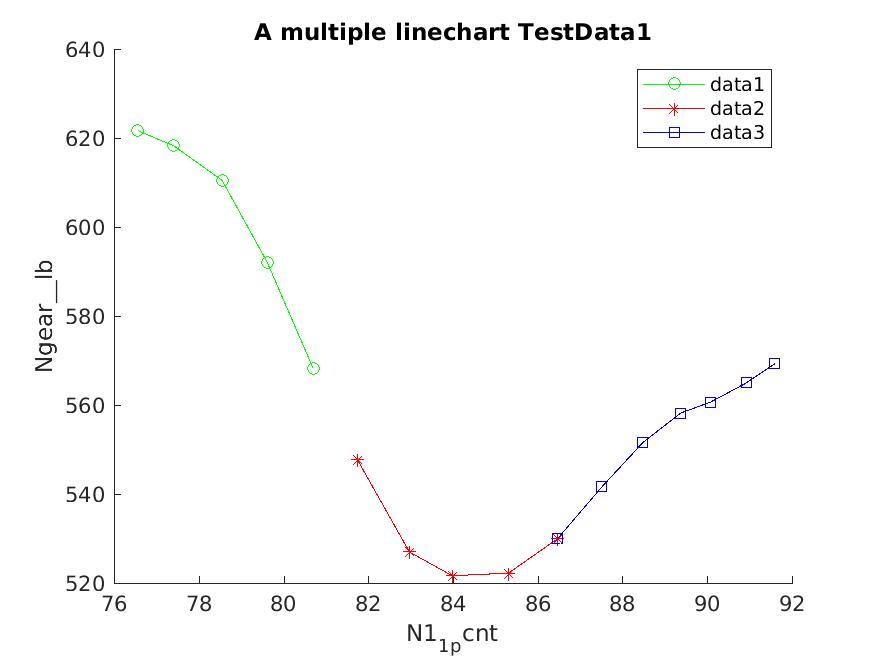 A multiple linechart TestData1
640
620
600
580
560
540
520
Ngear__lb
data1
data2
data3
76 78 80 82 84 86 88 90 92
N1_1pcnt